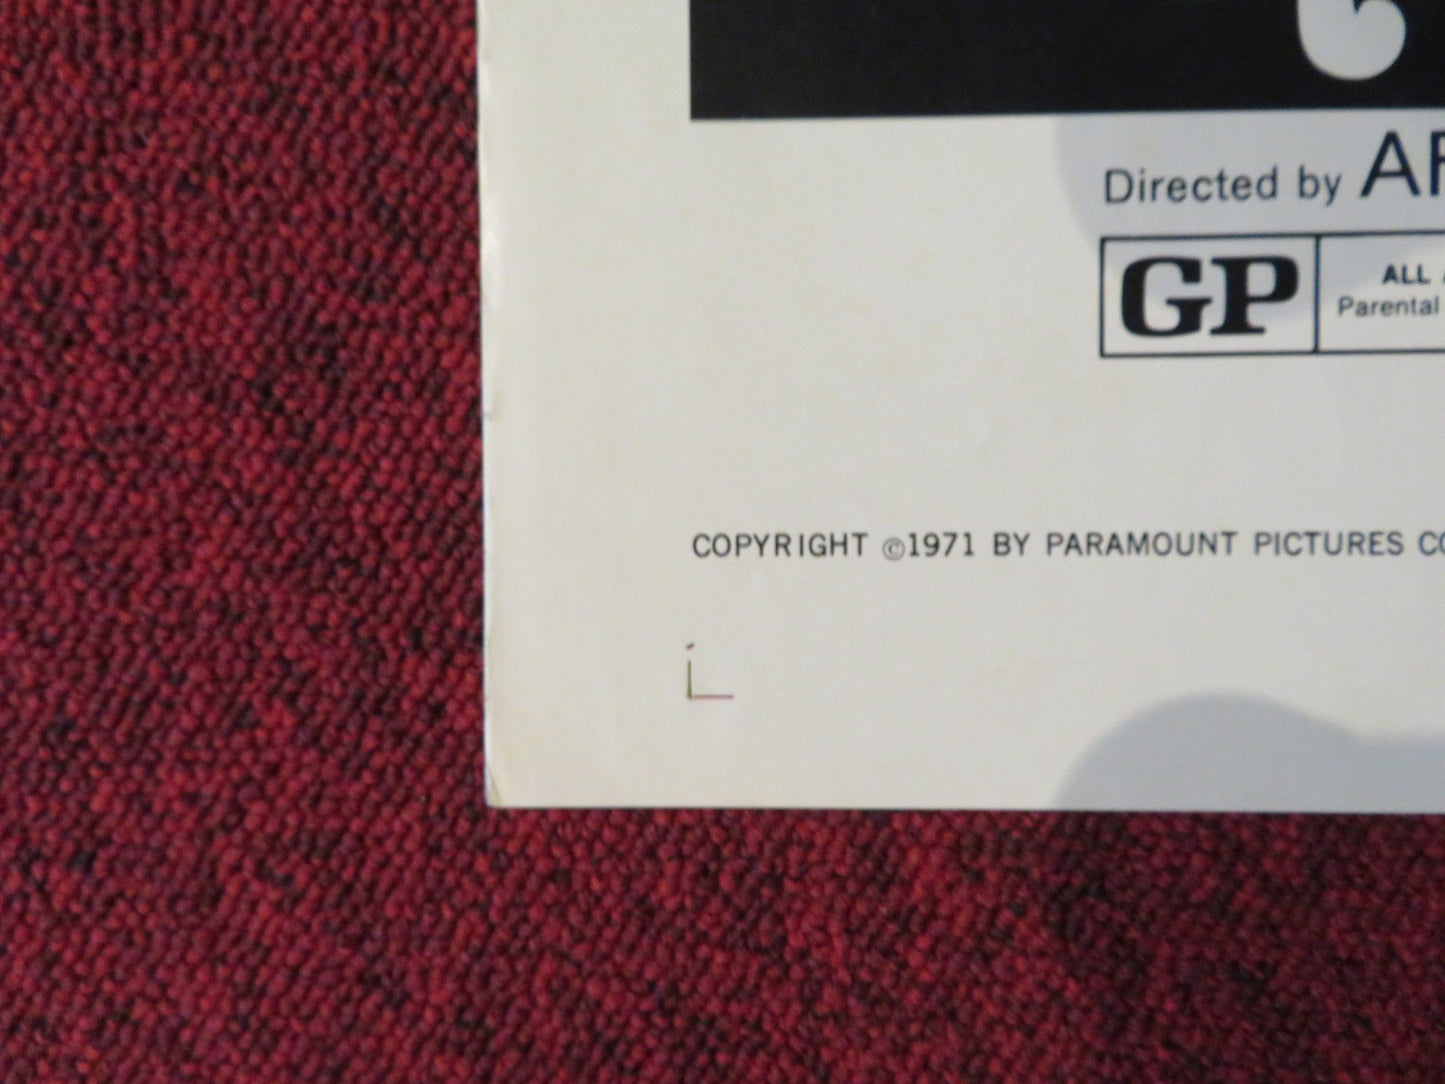 Directed by
GP ALL
Parental
COPYRIGHT ©1971 BY PARAMOUNT PICTURES